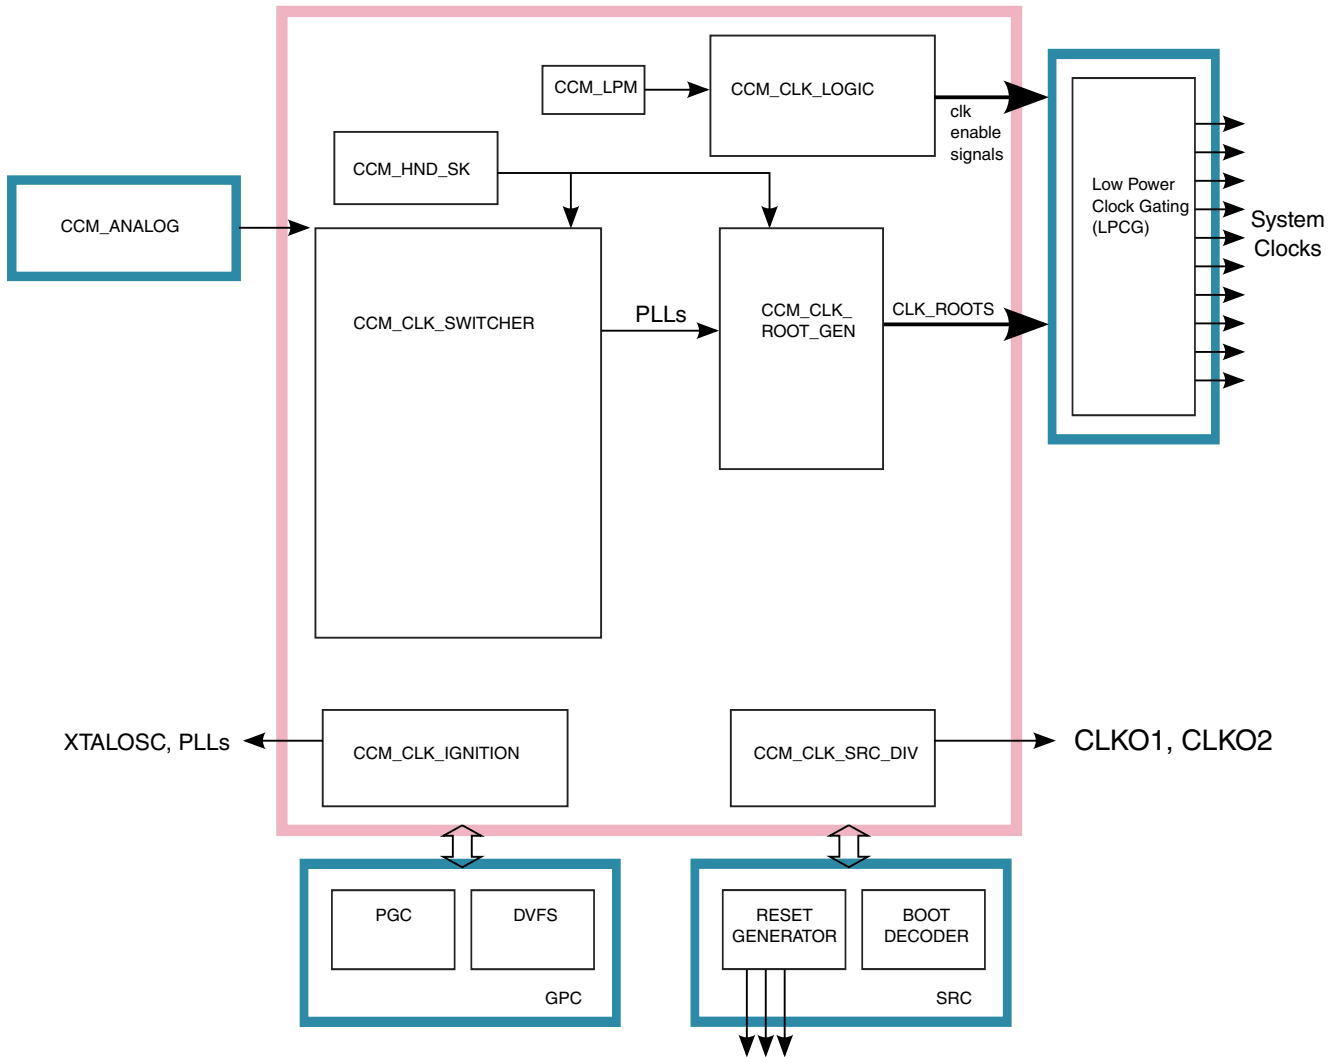 CCM_LPM
CCM_CLK_LOGIC
clk
enable
signals
CCM_HND_SK
CCM_ANALOG
Low Power
Clock Gating
(LPCG)
System
Clocks
CCM_CLK_SWITCHER
PLLs
CCM_CLK_
ROOT_GEN
CLK_ROOTS
XTALOSC, PLLs
CCM_CLK_IGNITION
CCM_CLK_SRC_DIV
CLKO1, CLKO2
PGC
DVFS
GPC
RESET
GENERATOR
BOOT
DECODER
SRC